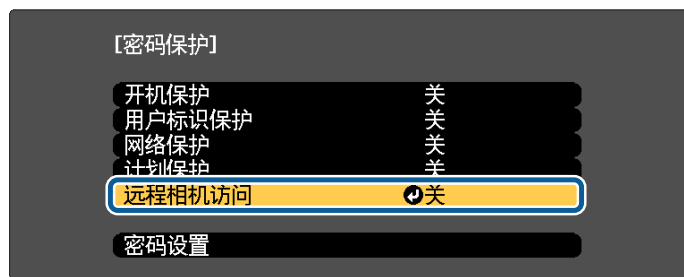 [密码保护]
开机保护 关
用户标识保护 关
网络保护 关
计划保护 关
远程相机访问 关
密码设置